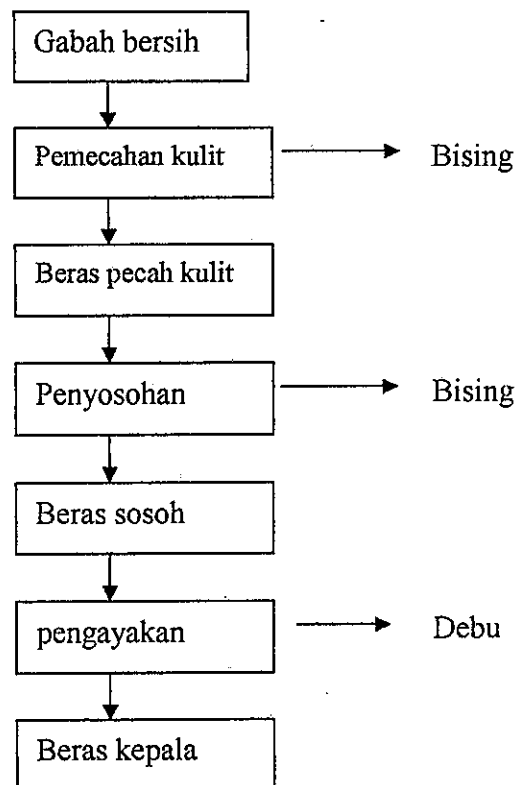 Gabah bersih
Pemecahan kulit
Bising
Beras pecah kulit
Penyosohan
Bising
Beras sosoh
pengayakan
Debu
Beras kepala